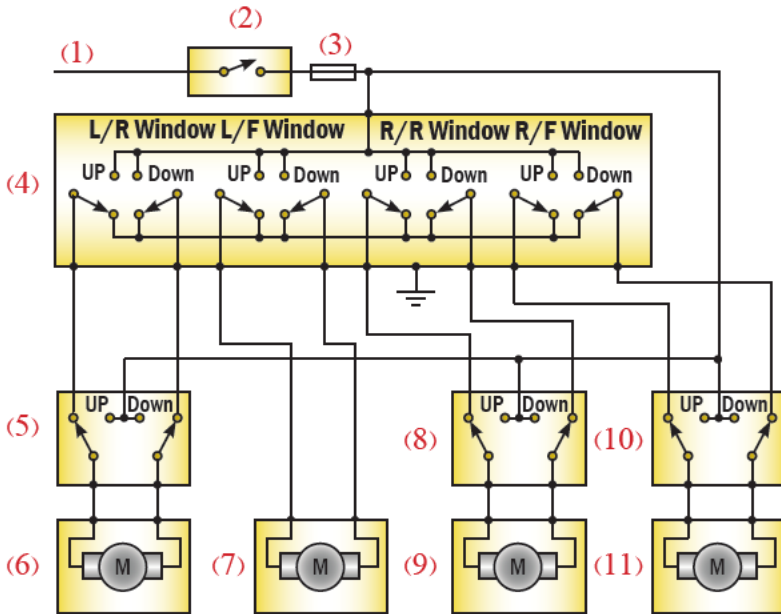 (1)
(2)
(3)
L/R Window L/F Window R/R Window R/F Window
(4)
UP Down UP Down UP Down UP Down
(5)
UP Down
(8)
UP Down
(10)
UP Down
(6)
M
(7)
M
(9)
M
(11)
M